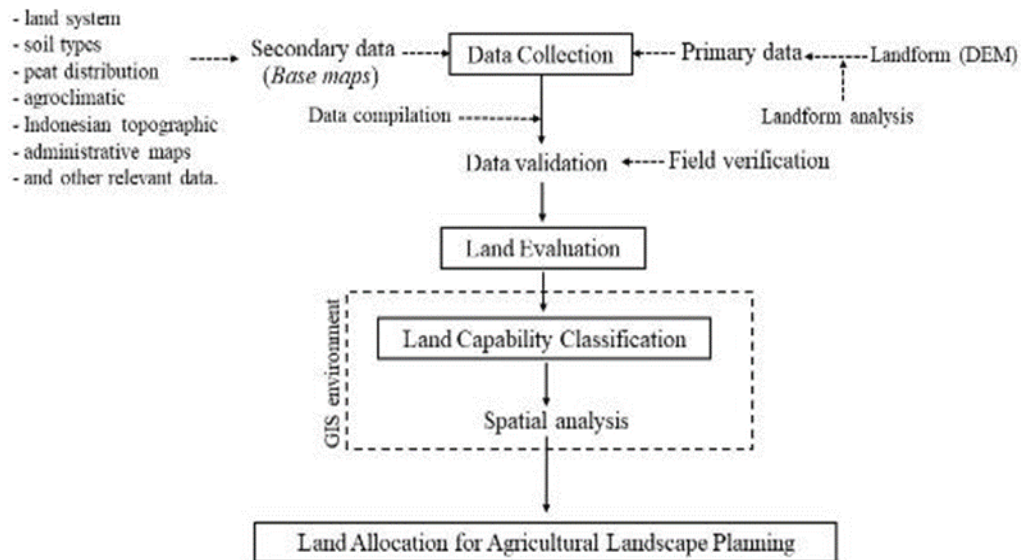 - land system
- soil types
- peat distribution
- agroclimatic
- Indonesian topographic
- administrative maps
- and other relevant data.
Secondary data
(Base maps)
Data Collection
Primary data
Landform (DEM)
Landform analysis
Data compilation
Data validation
Field verification
Land Evaluation
GIS environment
Land Capability Classification
Spatial analysis
Land Allocation for Agricultural Landscape Planning